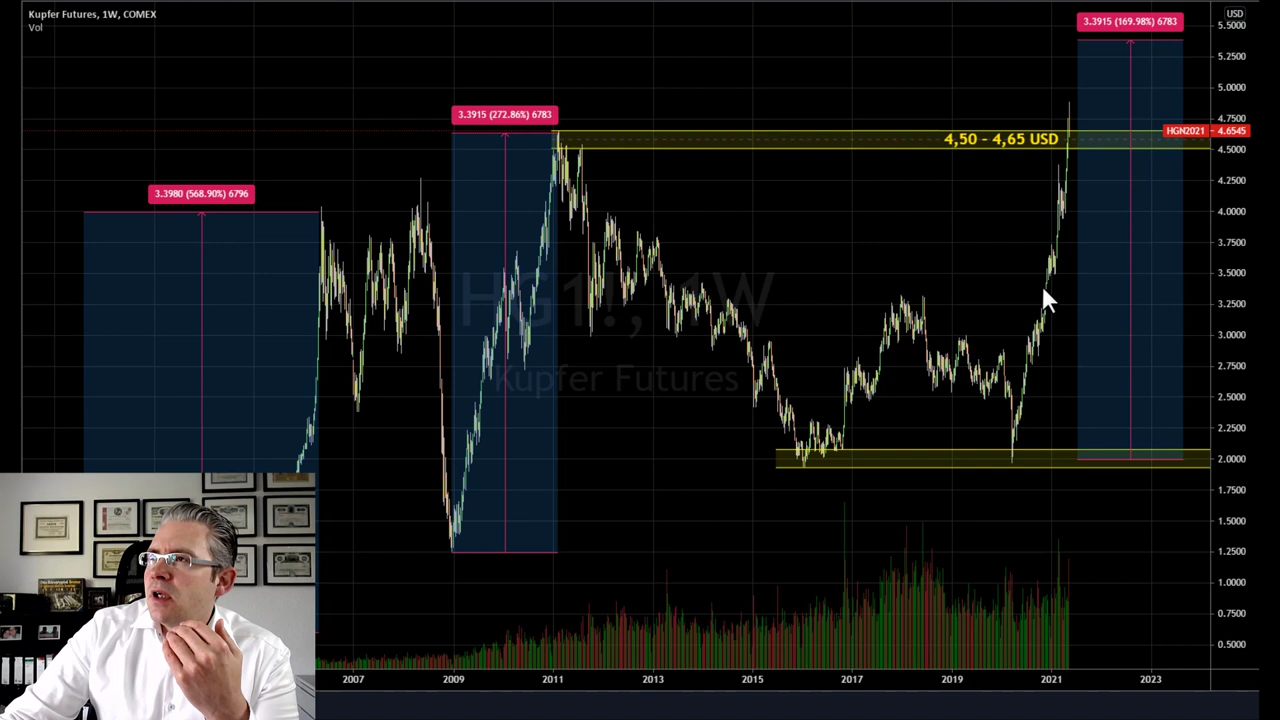 Kupfer Futures, 1W, COMEX
Vol
USD
3.3915 (169.98%) 6783
5.5000
5.2500
5.0000
4.7500
3.3915 (272.86%) 6783
HGN2021 4.6545
4,50 - 4,65 USD
4.5000
4.2500
3.3980 (568.90%) 6796
4.0000
3.7500
3.5000
HG1!, 1W
3.2500
3.0000
2.7500
Kupfer Futures
2.5000
2.2500
2.0000
1.7500
1.5000
1.2500
1.0000
0.7500
0.5000
2007 2009 2011 2013 2015 2017 2019 2021 2023